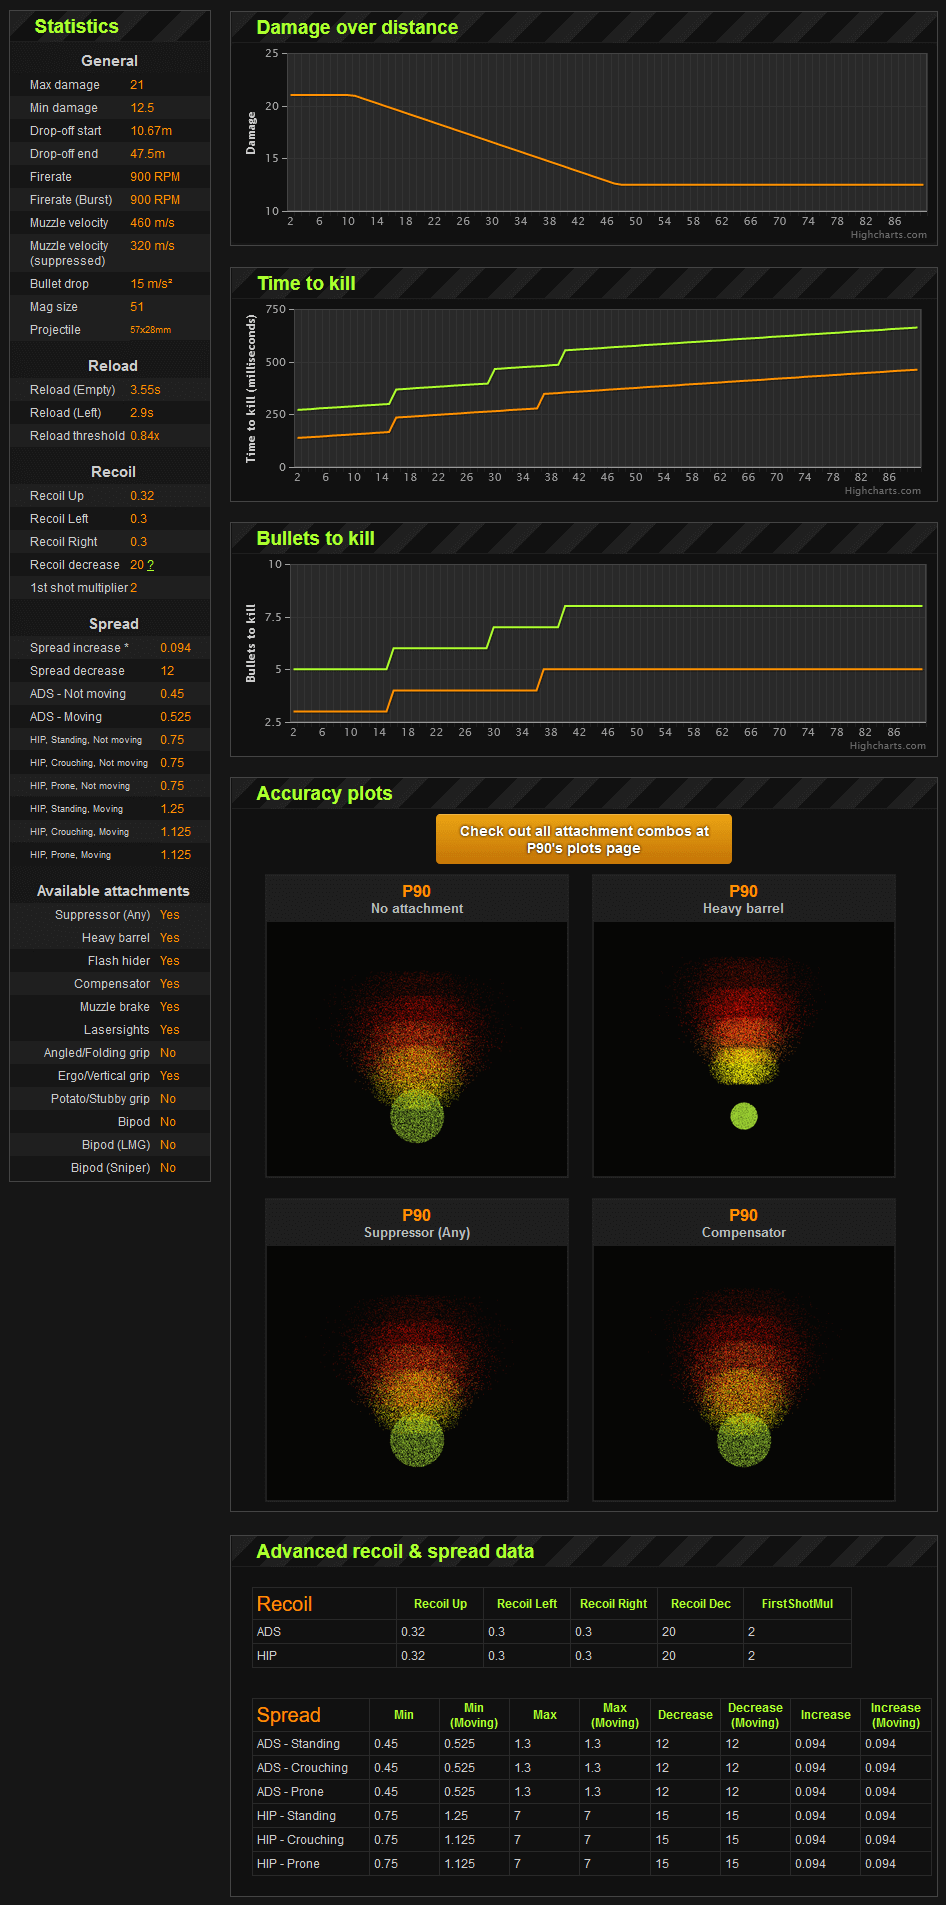 Statistics
General
Max damage 21
Min damage 12.5
Drop-off start 10.67m
Drop-off end 47.5m
Firerate 900 RPM
Firerate (Burst) 900 RPM
Muzzle velocity 460 m/s
Muzzle velocity (suppressed) 320 m/s
Bullet drop 15 m/s²
Mag size 51
Projectile 57x28mm
Reload
Reload (Empty) 3.55s
Reload (Left) 2.9s
Reload threshold 0.84x
Recoil
Recoil Up 0.32
Recoil Left 0.3
Recoil Right 0.3
Recoil decrease 20 ?
1st shot multiplier 2
Spread
Spread increase * 0.094
Spread decrease 12
ADS - Not moving 0.45
ADS - Moving 0.525
HIP, Standing, Not moving 0.75
HIP, Crouching, Not moving 0.75
HIP, Prone, Not moving 0.75
HIP, Standing, Moving 1.25
HIP, Crouching, Moving 1.125
HIP, Prone, Moving 1.125
Available attachments
Suppressor (Any) Yes
Heavy barrel Yes
Flash hider Yes
Compensator Yes
Muzzle brake Yes
Lasersights Yes
Angled/Folding grip No
Ergo/Vertical grip Yes
Potato/Stubby grip No
Bipod No
Bipod (LMG) No
Bipod (Sniper) No
Damage over distance
Damage
25
20
15
10
2 6 10 14 18 22 26 30 34 38 42 46 50 54 58 62 66 70 74 78 82 86
Highcharts.com
Time to kill
Time to kill (milliseconds)
750
500
250
0
2 6 10 14 18 22 26 30 34 38 42 46 50 54 58 62 66 70 74 78 82 86
Highcharts.com
Bullets to kill
Bullets to kill
10
7.5
5
2.5
2 6 10 14 18 22 26 30 34 38 42 46 50 54 58 62 66 70 74 78 82 86
Highcharts.com
Accuracy plots
Check out all attachment combos at
P90's plots page
P90
No attachment
P90
Heavy barrel
P90
Suppressor (Any)
P90
Compensator
Advanced recoil & spread data
Recoil Recoil Up Recoil Left Recoil Right Recoil Dec FirstShotMul
ADS 0.32 0.3 0.3 20 2
HIP 0.32 0.3 0.3 20 2
Spread Min Min (Moving) Max Max (Moving) Decrease Decrease (Moving) Increase Increase (Moving)
ADS - Standing 0.45 0.525 1.3 1.3 12 12 0.094 0.094
ADS - Crouching 0.45 0.525 1.3 1.3 12 12 0.094 0.094
ADS - Prone 0.45 0.525 1.3 1.3 12 12 0.094 0.094
HIP - Standing 0.75 1.25 7 7 15 15 0.094 0.094
HIP - Crouching 0.75 1.125 7 7 15 15 0.094 0.094
HIP - Prone 0.75 1.125 7 7 15 15 0.094 0.094